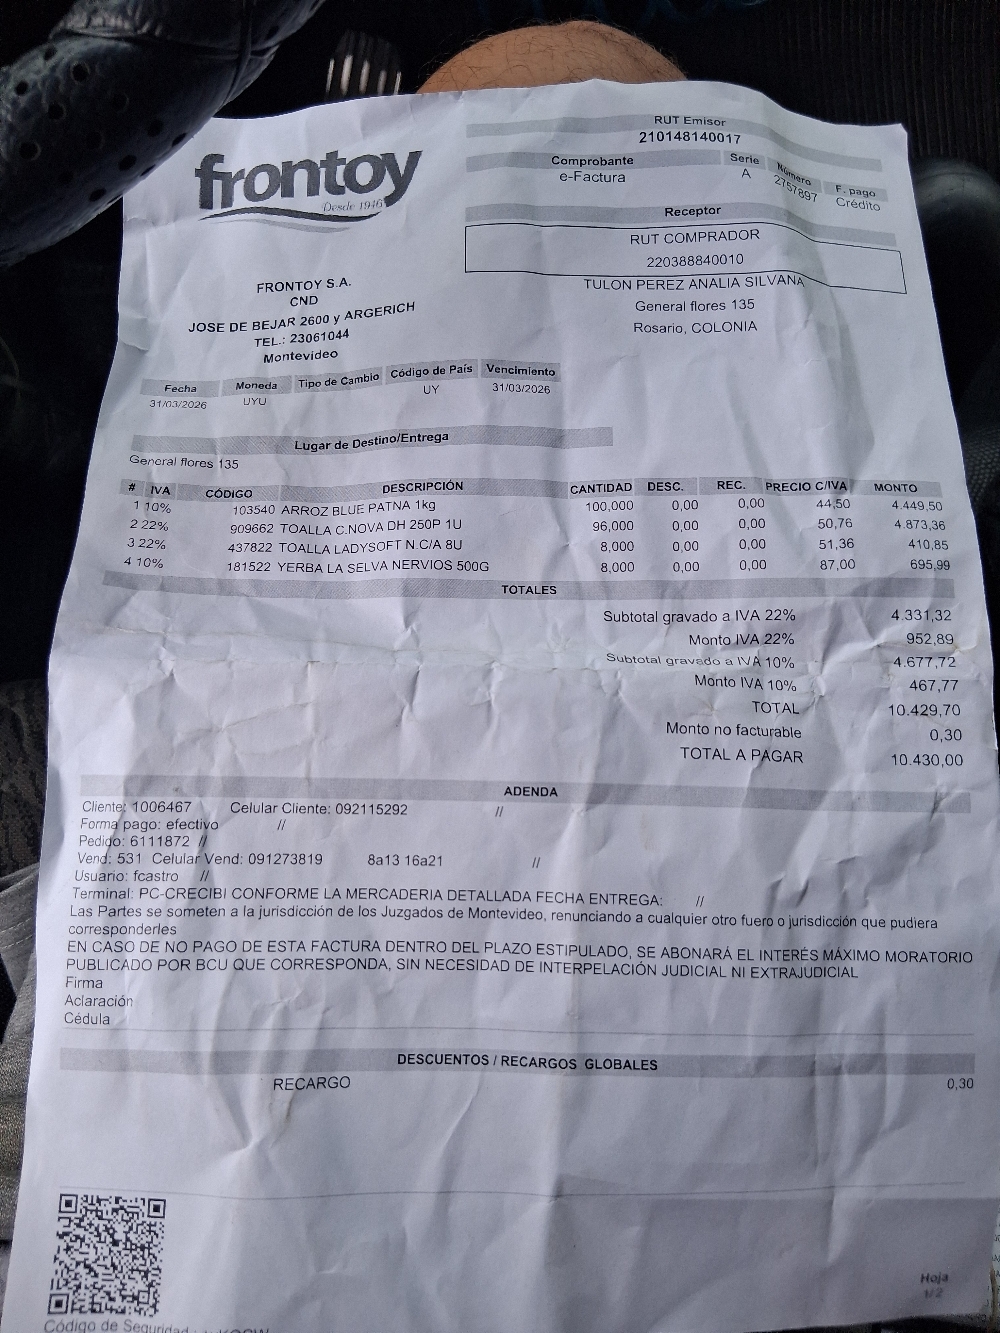 frontoy
Desde 1946
RUT Emisor
210148140017
Comprobante Serie Número F. pago
e-Factura A 2757897 Crédito
Receptor
RUT COMPRADOR
220388840010
TULON PEREZ ANALIA SILVANA
General flores 135
Rosario, COLONIA
FRONTOY S.A.
CND
JOSE DE BEJAR 2600 y ARGERICH
TEL.: 23061044
Montevideo
Fecha Moneda Tipo de Cambio Código de País Vencimiento
31/03/2026 UYU UY 31/03/2026
Lugar de Destino/Entrega
General flores 135
# IVA CÓDIGO DESCRIPCIÓN CANTIDAD DESC. REC. PRECIO C/IVA MONTO
1 10% 103540 ARROZ BLUE PATNA 1kg 100,000 0,00 0,00 44,50 4.449,50
2 22% 909662 TOALLA C.NOVA DH 250P 1U 96,000 0,00 0,00 50,76 4.873,36
3 22% 437822 TOALLA LADYSOFT N.C/A 8U 8,000 0,00 0,00 51,36 410,85
4 10% 181522 YERBA LA SELVA NERVIOS 500G 8,000 0,00 0,00 87,00 695,99
TOTALES
Subtotal gravado a IVA 22% 4.331,32
Monto IVA 22% 952,89
Subtotal gravado a IVA 10% 4.677,72
Monto IVA 10% 467,77
TOTAL 10.429,70
Monto no facturable 0,30
TOTAL A PAGAR 10.430,00
ADENDA
Cliente: 1006467 Celular Cliente: 092115292 //
Forma pago: efectivo //
Pedido: 6111872 //
Vend: 531 Celular Vend: 091273819 8a13 16a21 //
Usuario: fcastro //
Terminal: PC-CRECIBI CONFORME LA MERCADERIA DETALLADA FECHA ENTREGA: //
Las Partes se someten a la jurisdicción de los Juzgados de Montevideo, renunciando a cualquier otro fuero o jurisdicción que pudiera
corresponderles
EN CASO DE NO PAGO DE ESTA FACTURA DENTRO DEL PLAZO ESTIPULADO, SE ABONARÁ EL INTERÉS MÁXIMO MORATORIO
PUBLICADO POR BCU QUE CORRESPONDA, SIN NECESIDAD DE INTERPELACIÓN JUDICIAL NI EXTRAJUDICIAL
Firma
Aclaración
Cédula
DESCUENTOS / RECARGOS GLOBALES
RECARGO 0,30
Hoja
1/2
Código de Seguridad